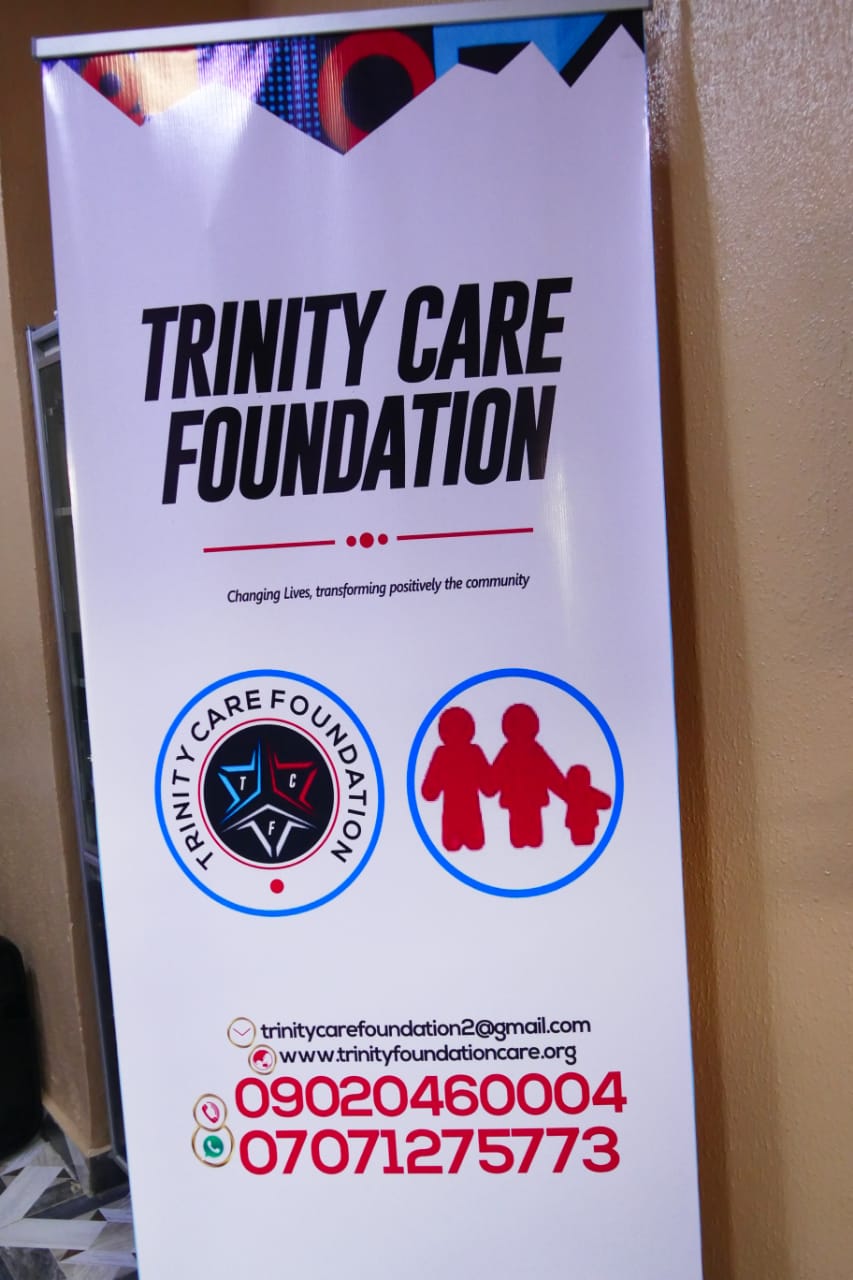 TRINITY CARE
FOUNDATION
Changing Lives, transforming positively the community
TRINITY CARE FOUNDATION
T C
F
trinitycarefoundation2@gmail.com
www.trinityfoundationcare.org
09020460004
07071275773